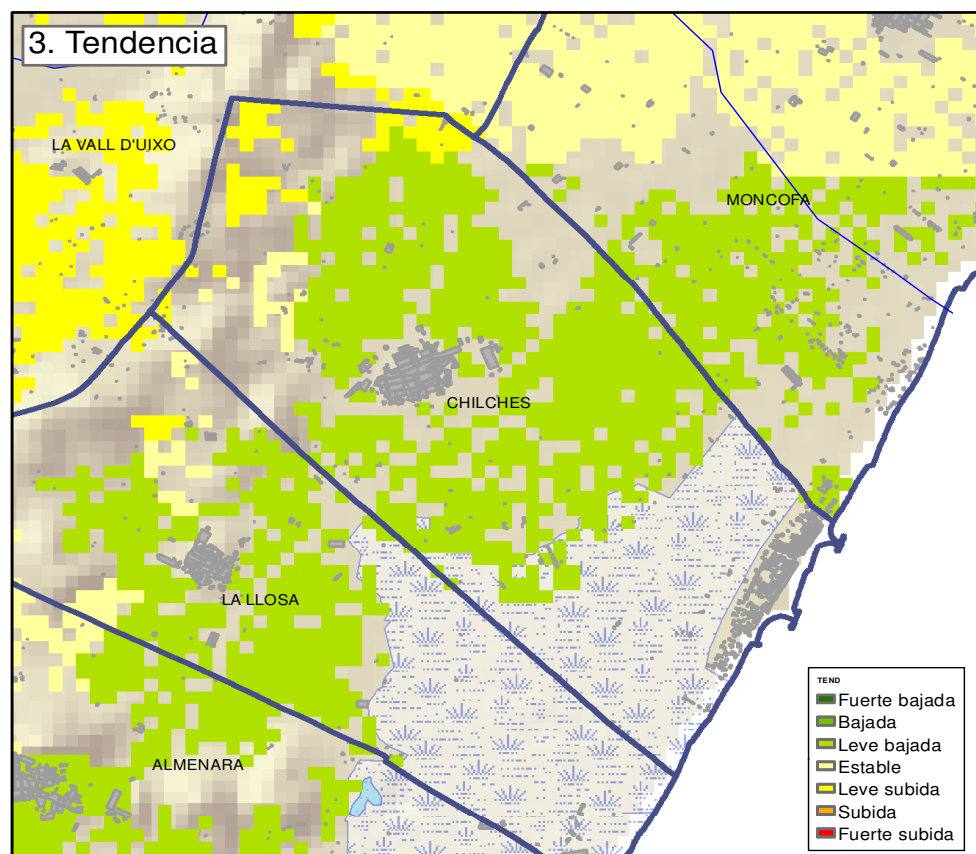 3. Tendencia
LA VALL D'UIXO
MONCOFA
CHILCHES
LA LLOSA
ALMENARA
TEND
Fuerte bajada
Bajada
Leve bajada
Estable
Leve subida
Subida
Fuerte subida